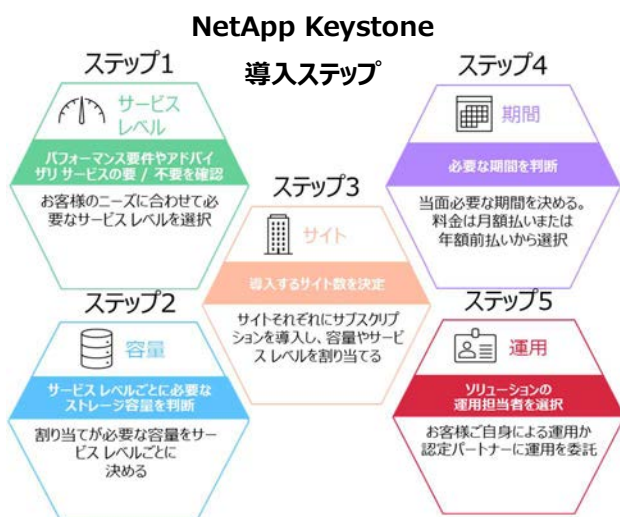 NetApp Keystone
導入ステップ
ステップ1
サービス
レベル
パフォーマンス要件やアドバイ
ザリ サービスの要 / 不要を確認
お客様のニーズに合わせて必
要なサービス レベルを選択
ステップ2
容量
サービス レベルごとに必要な
ストレージ容量を判断
割り当てが必要な容量をサー
ビス レベルごとに
決める
ステップ3
サイト
導入するサイト数を決定
サイトそれぞれにサブスクリプ
ションを導入し、容量やサービ
ス レベルを割り当てる
ステップ4
期間
必要な期間を判断
当面必要な期間を決める。
料金は月額払いまたは
年額前払いから選択
ステップ5
運用
ソリューションの
運用担当者を選択
お客様ご自身による運用か
認定パートナーに運用を委託